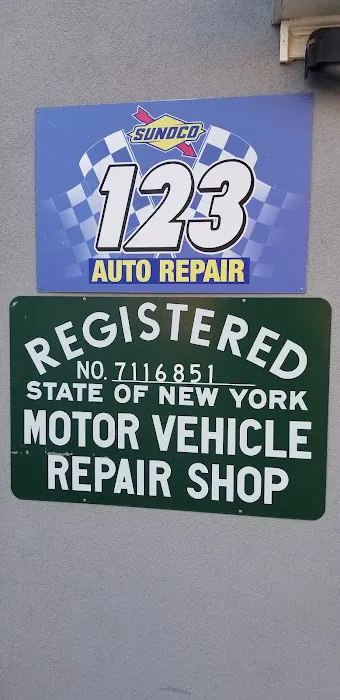 SUNOCO
123
AUTO REPAIR
REGISTERED
NO. 7116851
STATE OF NEW YORK
MOTOR VEHICLE
REPAIR SHOP